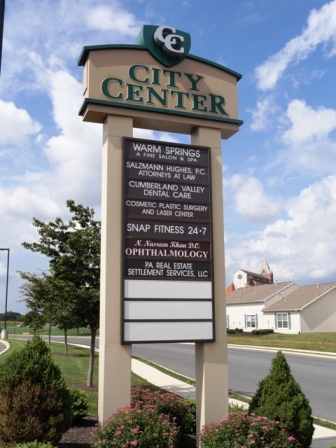 CC
CITY
CENTER
WARM SPRINGS
A FINE SALON & SPA
SALZMANN HUGHES, P.C.
ATTORNEYS AT LAW
CUMBERLAND VALLEY
DENTAL CARE
COSMETIC PLASTIC SURGERY
AND LASER CENTER
SNAP FITNESS 24·7
N. Nasreen Khan D.O.
OPHTHALMOLOGY
PA REAL ESTATE
SETTLEMENT SERVICES, LLC